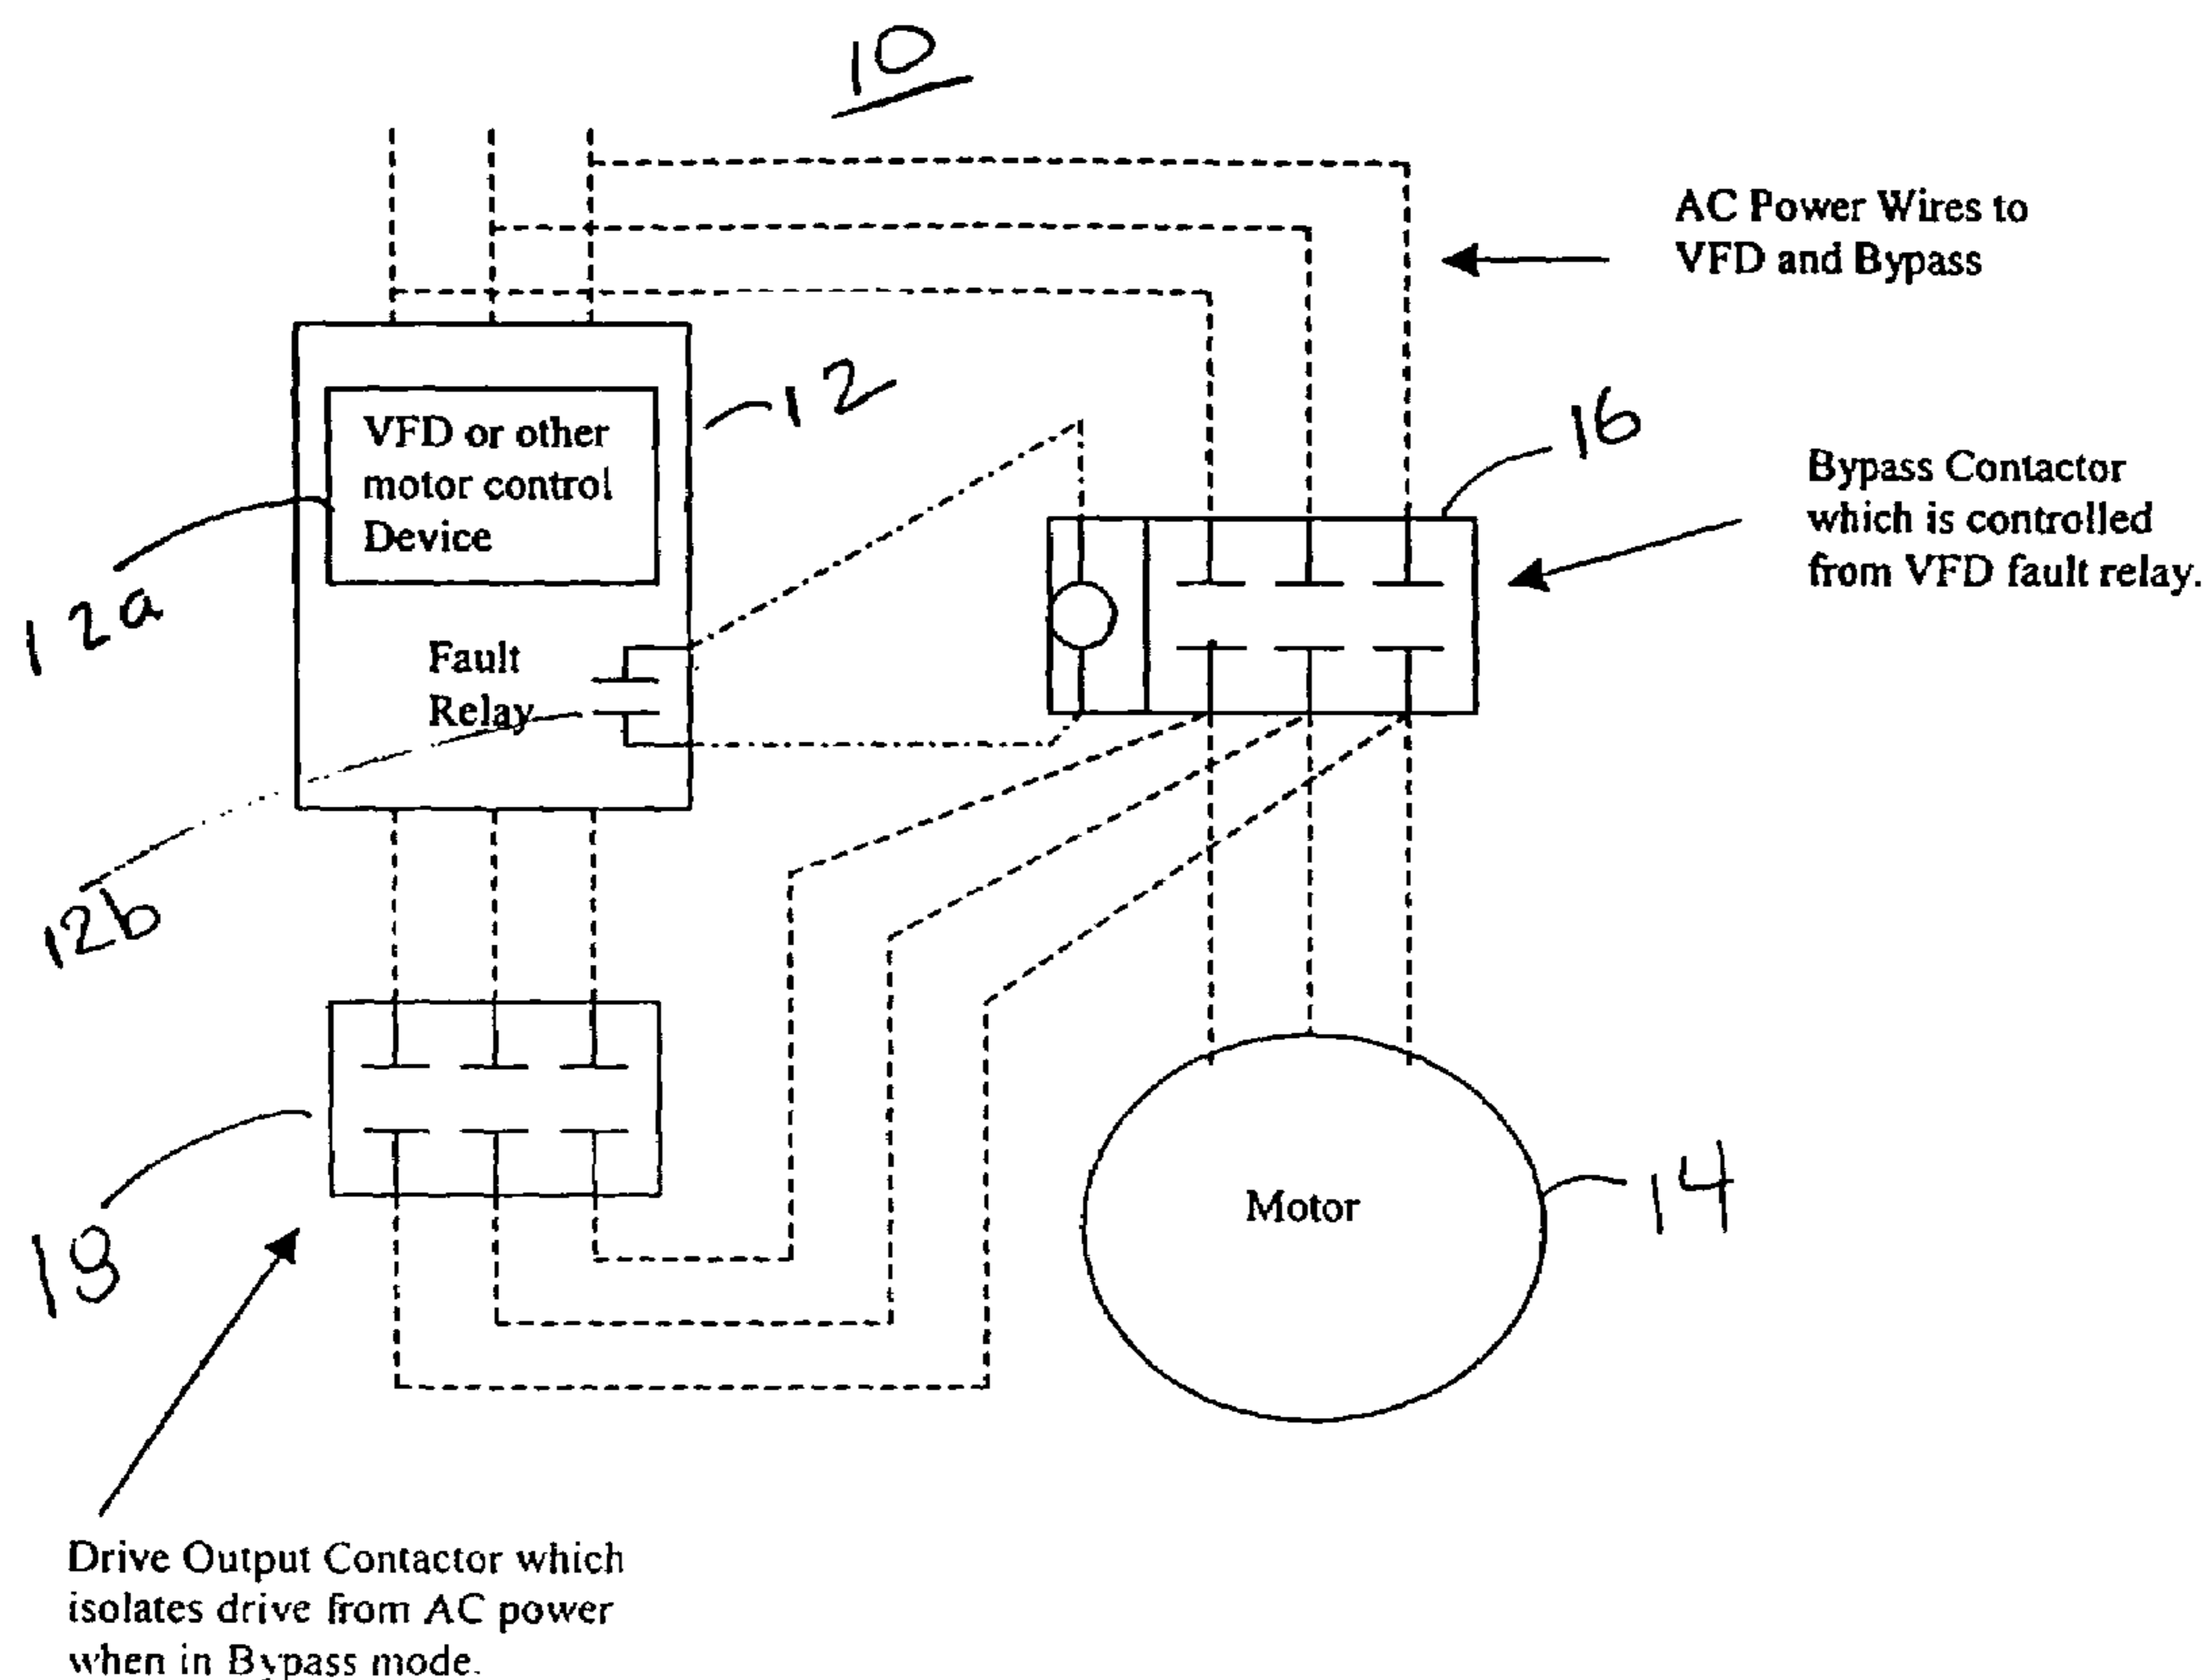 10
AC Power Wires to
VFD and Bypass
12
VFD or other
motor control
Device
16
Bypass Contactor
which is controlled
from VFD fault relay.
12a
Fault
Relay
12b
18
Motor
14
Drive Output Contactor which
isolates drive from AC power
when in Bypass mode.